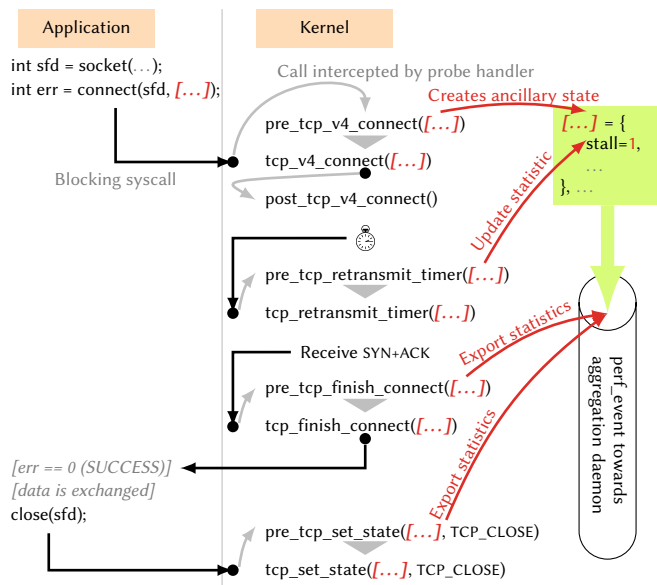 Application
Kernel
int sfd = socket(...);
int err = connect(sfd, [...]);
Call intercepted by probe handler
Creates ancillary state
pre_tcp_v4_connect([...])
[...] = {
stall=1,
...
}, ...
tcp_v4_connect([...])
Blocking syscall
post_tcp_v4_connect()
Update statistic
pre_tcp_retransmit_timer([...])
tcp_retransmit_timer([...])
Receive SYN+ACK
Export statistics
pre_tcp_finish_connect([...])
tcp_finish_connect([...])
perf_event towards
aggregation daemon
[err == 0 (SUCCESS)]
[data is exchanged]
close(sfd);
Export statistics
pre_tcp_set_state([...], TCP_CLOSE)
tcp_set_state([...], TCP_CLOSE)